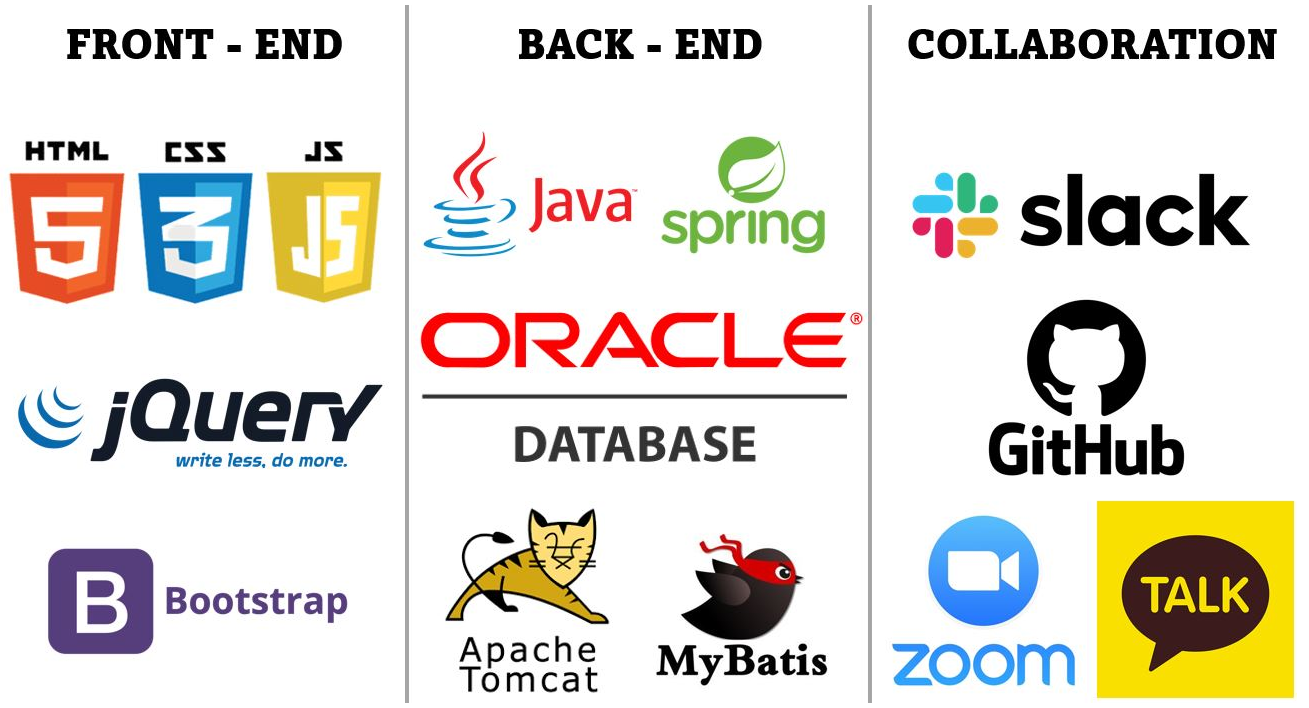 FRONT - END
HTML CSS JS
5 3 JS
jQuery
write less, do more.
B Bootstrap
BACK - END
Java™
spring
ORACLE®
DATABASE
Apache
Tomcat
MyBatis
COLLABORATION
slack
GitHub
zoom
TALK